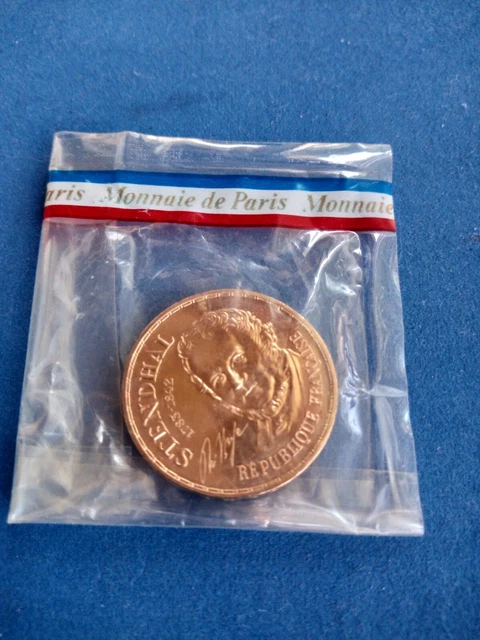 aris Monnaie de Paris Monnaie
STENDHAL
1783-1842
RÉPUBLIQUE FRANÇAISE